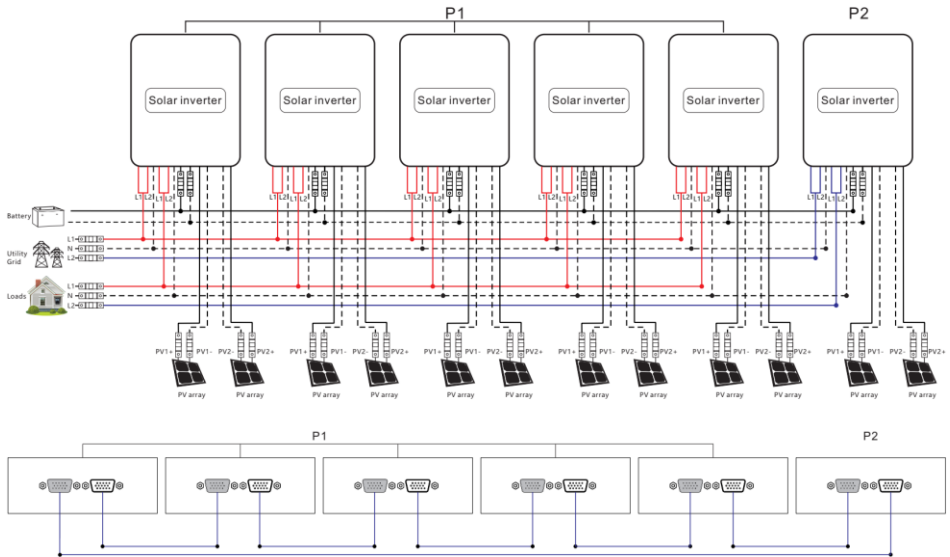 P1 P2
Solar inverter Solar inverter Solar inverter Solar inverter Solar inverter Solar inverter
L1 L2 L1 L2 L1 L2 L1 L2 L1 L2 L1 L2 L1 L2 L1 L2 L1 L2 L1 L2 L1 L2 L1 L2
Battery
L1
Utility
Grid
N
L2
L1
Loads N
L2
PV1+ PV1- PV2- PV2+ PV1+ PV1- PV2- PV2+ PV1+ PV1- PV2- PV2+ PV1+ PV1- PV2- PV2+ PV1+ PV1- PV2- PV2+ PV1+ PV1- PV2- PV2+
PV array PV array PV array PV array PV array PV array PV array PV array PV array PV array PV array PV array
P1 P2